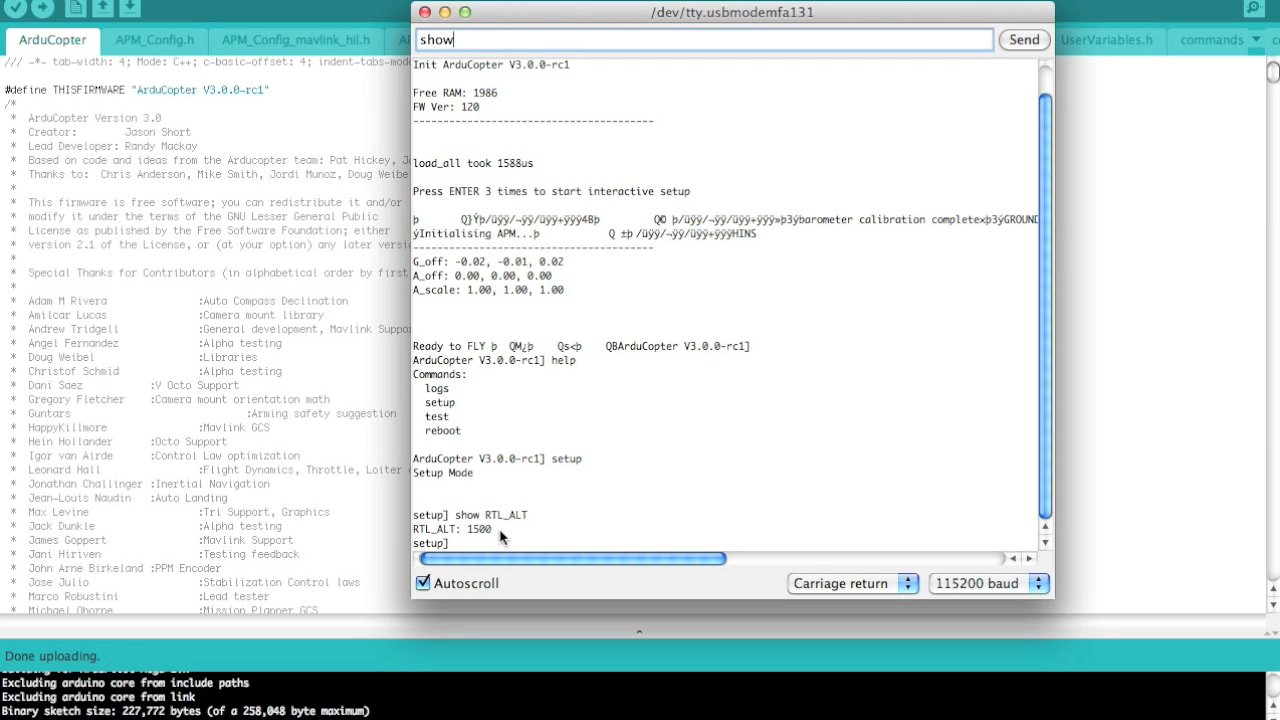 /dev/tty.usbmodemfa131
ArduCopter
APM_Config.h
APM_Config_mavlink_hil.h
UserVariables.h
commands
show
Send
/// -*- tab-width: 4; Mode: C++; c-basic-offset: 4; indent-tabs-mode
#define THISFIRMWARE "ArduCopter V3.0.0-rc1"
/*
* ArduCopter Version 3.0
* Creator: Jason Short
* Lead Developer: Randy Mackay
* Based on code and ideas from the Arducopter team: Pat Hickey,
* Thanks to: Chris Anderson, Mike Smith, Jordi Munoz, Doug Weibe
*
* This firmware is free software; you can redistribute it and/or
* modify it under the terms of the GNU Lesser General Public
* License as published by the Free Software Foundation; either
* version 2.1 of the License, or (at your option) any later versio
*
* Special Thanks for Contributors (in alphabetical order by first
*
* Adam M Rivera :Auto Compass Declination
* Amilcar Lucas :Camera mount library
* Andrew Tridgell :General development, Mavlink Suppo
* Angel Fernandez :Alpha testing
* Doug Weibel :Libraries
* Christof Schmid :Alpha testing
* Dani Saez :V Octo Support
* Gregory Fletcher :Camera mount orientation math
* Guntars :Arming safety suggestion
* HappyKillmore :Mavlink GCS
* Hein Hollander :Octo Support
* Igor van Airde :Control Law optimization
* Leonard Hall :Flight Dynamics, Throttle, Loiter
* Jonathan Challinger :Inertial Navigation
* Jean-Louis Naudin :Auto Landing
* Max Levine :Tri Support, Graphics
* Jack Dunkle :Alpha testing
* James Goppert :Mavlink Support
* Jani Hiriven :Testing feedback
* John Arne Birkeland :PPM Encoder
* Jose Julio :Stabilization Control laws
* Marco Robustini :Lead tester
* Michael Oborne :Mission Planner GCS
Init ArduCopter V3.0.0-rc1
Free RAM: 1986
FW Ver: 120
----------------------------------------
load_all took 1588us
Press ENTER 3 times to start interactive setup
barometer calibration complete
Initialising APM...
----------------------------------------
G_off: -0.02, -0.01, 0.02
A_off: 0.00, 0.00, 0.00
A_scale: 1.00, 1.00, 1.00
Ready to FLY þ QM¿þ Qs<þ QBArduCopter V3.0.0-rc1]
ArduCopter V3.0.0-rc1] help
Commands:
logs
setup
test
reboot
ArduCopter V3.0.0-rc1] setup
Setup Mode
setup] show RTL_ALT
RTL_ALT: 1500
setup]
Autoscroll
Carriage return
115200 baud
Done uploading.
Excluding arduino core from include paths
Excluding arduino core from link
Binary sketch size: 227,772 bytes (of a 258,048 byte maximum)